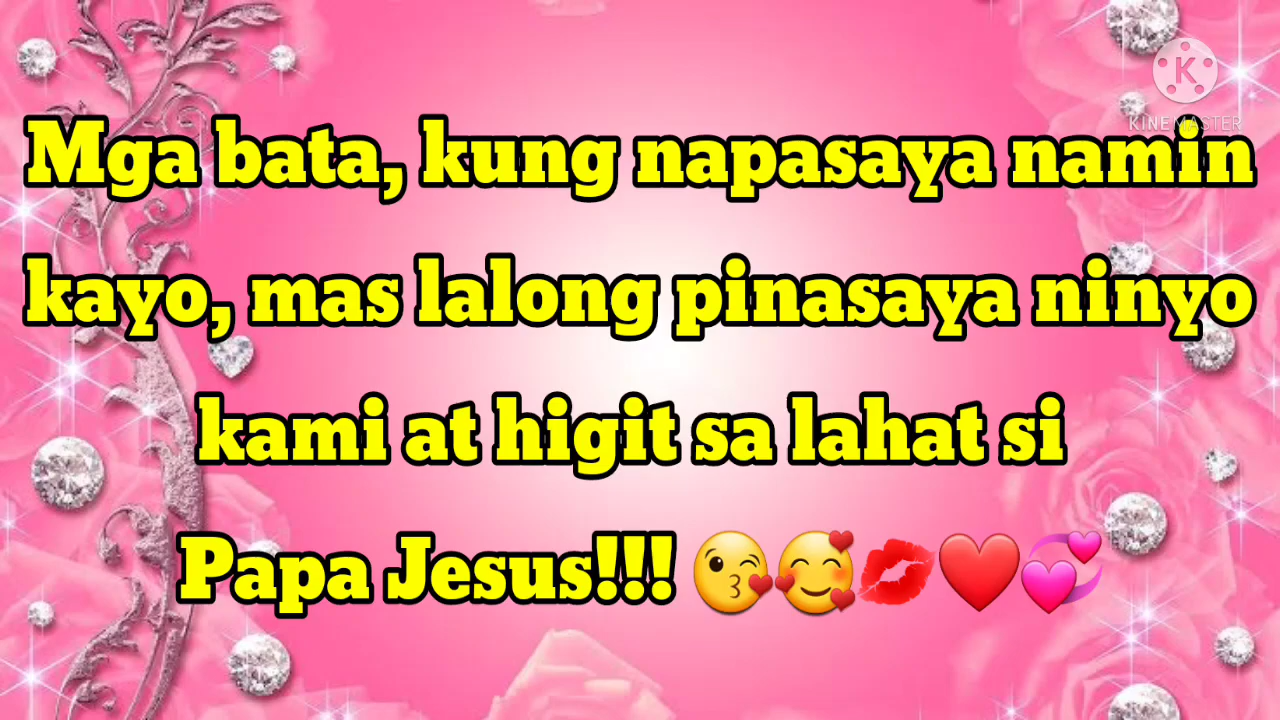 K
KINEMASTER
Mga bata, kung napasaya namin
kayo, mas lalong pinasaya ninyo
kami at higit sa lahat si
Papa Jesus!!! 😘🥰💋❤️💞